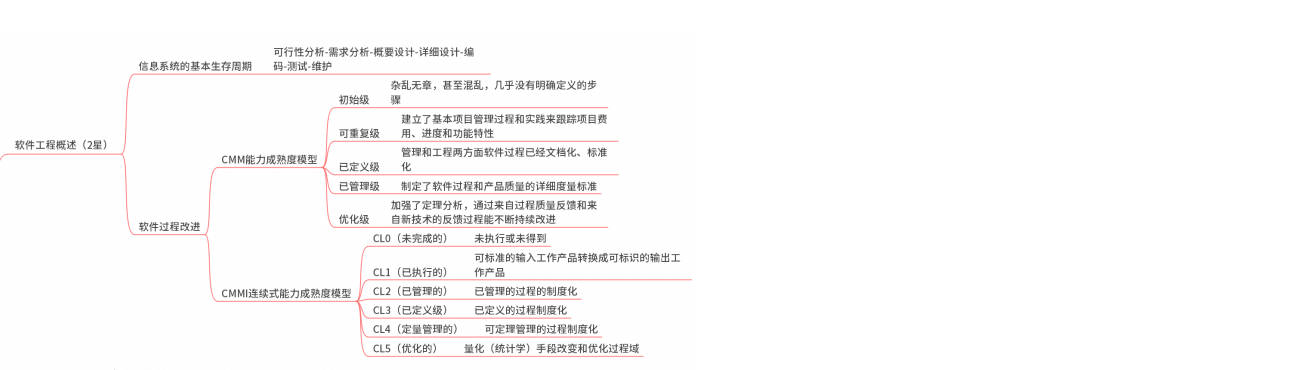 软件工程概述（2星）
信息系统的基本生存周期
可行性分析-需求分析-概要设计-详细设计-编
码-测试-维护
软件过程改进
CMM能力成熟度模型
初始级
杂乱无章，甚至混乱，几乎没有明确定义的步
骤
可重复级
建立了基本项目管理过程和实践来跟踪项目费
用、进度和功能特性
已定义级
管理和工程两方面软件过程已经文档化、标准
化
已管理级
制定了软件过程和产品质量的详细度量标准
优化级
加强了定理分析，通过来自过程质量反馈和来
自新技术的反馈过程能不断持续改进
CMMI连续式能力成熟度模型
CL0（未完成的）
未执行或未得到
CL1（已执行的）
可标准的输入工作产品转换成可标识的输出工
作产品
CL2（已管理的）
已管理的过程的制度化
CL3（已定义级）
已定义的过程制度化
CL4（定量管理的）
可定理管理的过程制度化
CL5（优化的）
量化（统计学）手段改变和优化过程域